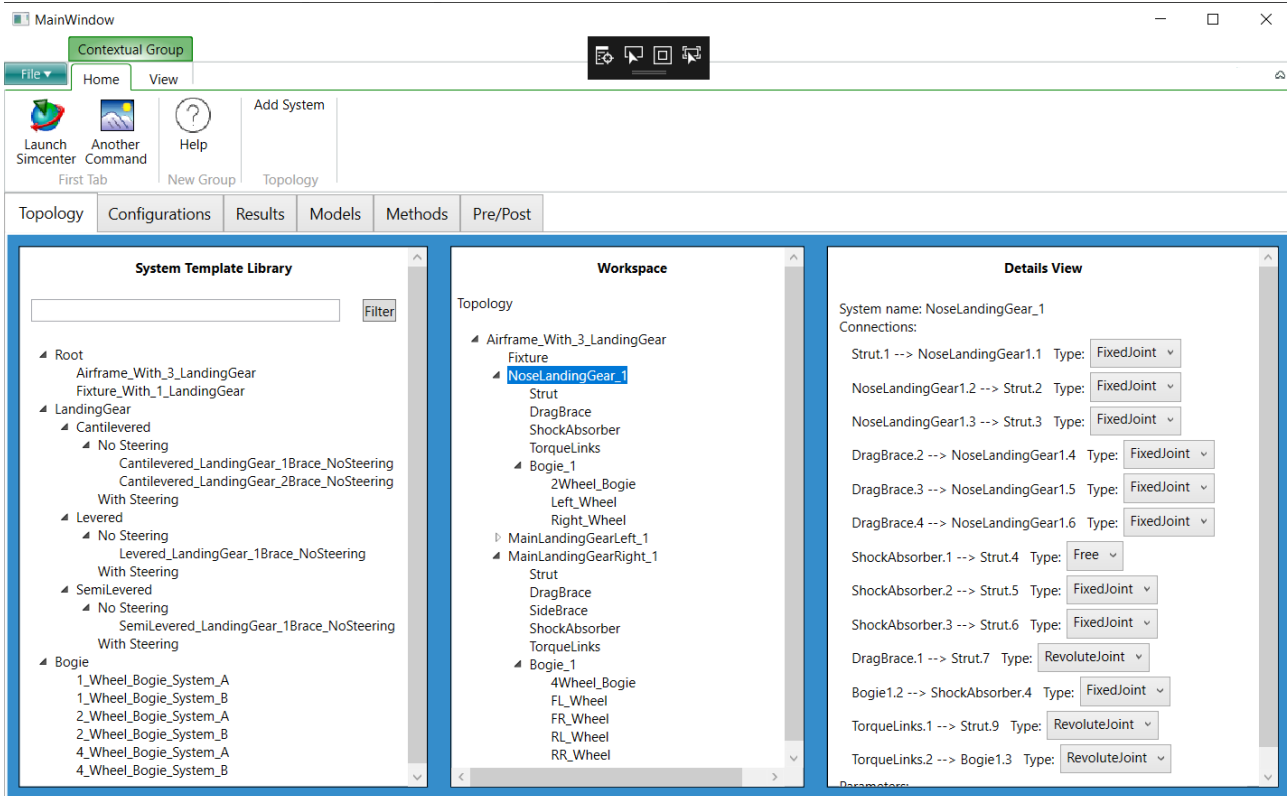 MainWindow
Contextual Group
File
Home
View
Launch Simcenter
Another Command
Help
Add System
First Tab
New Group
Topology
Topology
Configurations
Results
Models
Methods
Pre/Post
System Template Library
Filter
Root
Airframe_With_3_LandingGear
Fixture_With_1_LandingGear
LandingGear
Cantilevered
No Steering
Cantilevered_LandingGear_1Brace_NoSteering
Cantilevered_LandingGear_2Brace_NoSteering
With Steering
Levered
No Steering
Levered_LandingGear_1Brace_NoSteering
With Steering
SemiLevered
No Steering
SemiLevered_LandingGear_1Brace_NoSteering
With Steering
Bogie
1_Wheel_Bogie_System_A
1_Wheel_Bogie_System_B
2_Wheel_Bogie_System_A
2_Wheel_Bogie_System_B
4_Wheel_Bogie_System_A
4_Wheel_Bogie_System_B
Workspace
Topology
Airframe_With_3_LandingGear
Fixture
NoseLandingGear_1
Strut
DragBrace
ShockAbsorber
TorqueLinks
Bogie_1
2Wheel_Bogie
Left_Wheel
Right_Wheel
MainLandingGearLeft_1
MainLandingGearRight_1
Strut
DragBrace
SideBrace
ShockAbsorber
TorqueLinks
Bogie_1
4Wheel_Bogie
FL_Wheel
FR_Wheel
RL_Wheel
RR_Wheel
Details View
System name: NoseLandingGear_1
Connections:
Strut.1 --> NoseLandingGear1.1 Type: FixedJoint
NoseLandingGear1.2 --> Strut.2 Type: FixedJoint
NoseLandingGear1.3 --> Strut.3 Type: FixedJoint
DragBrace.2 --> NoseLandingGear1.4 Type: FixedJoint
DragBrace.3 --> NoseLandingGear1.5 Type: FixedJoint
DragBrace.4 --> NoseLandingGear1.6 Type: FixedJoint
ShockAbsorber.1 --> Strut.4 Type: Free
ShockAbsorber.2 --> Strut.5 Type: FixedJoint
ShockAbsorber.3 --> Strut.6 Type: FixedJoint
DragBrace.1 --> Strut.7 Type: RevoluteJoint
Bogie1.2 --> ShockAbsorber.4 Type: FixedJoint
TorqueLinks.1 --> Strut.9 Type: RevoluteJoint
TorqueLinks.2 --> Bogie1.3 Type: RevoluteJoint
Parameters: